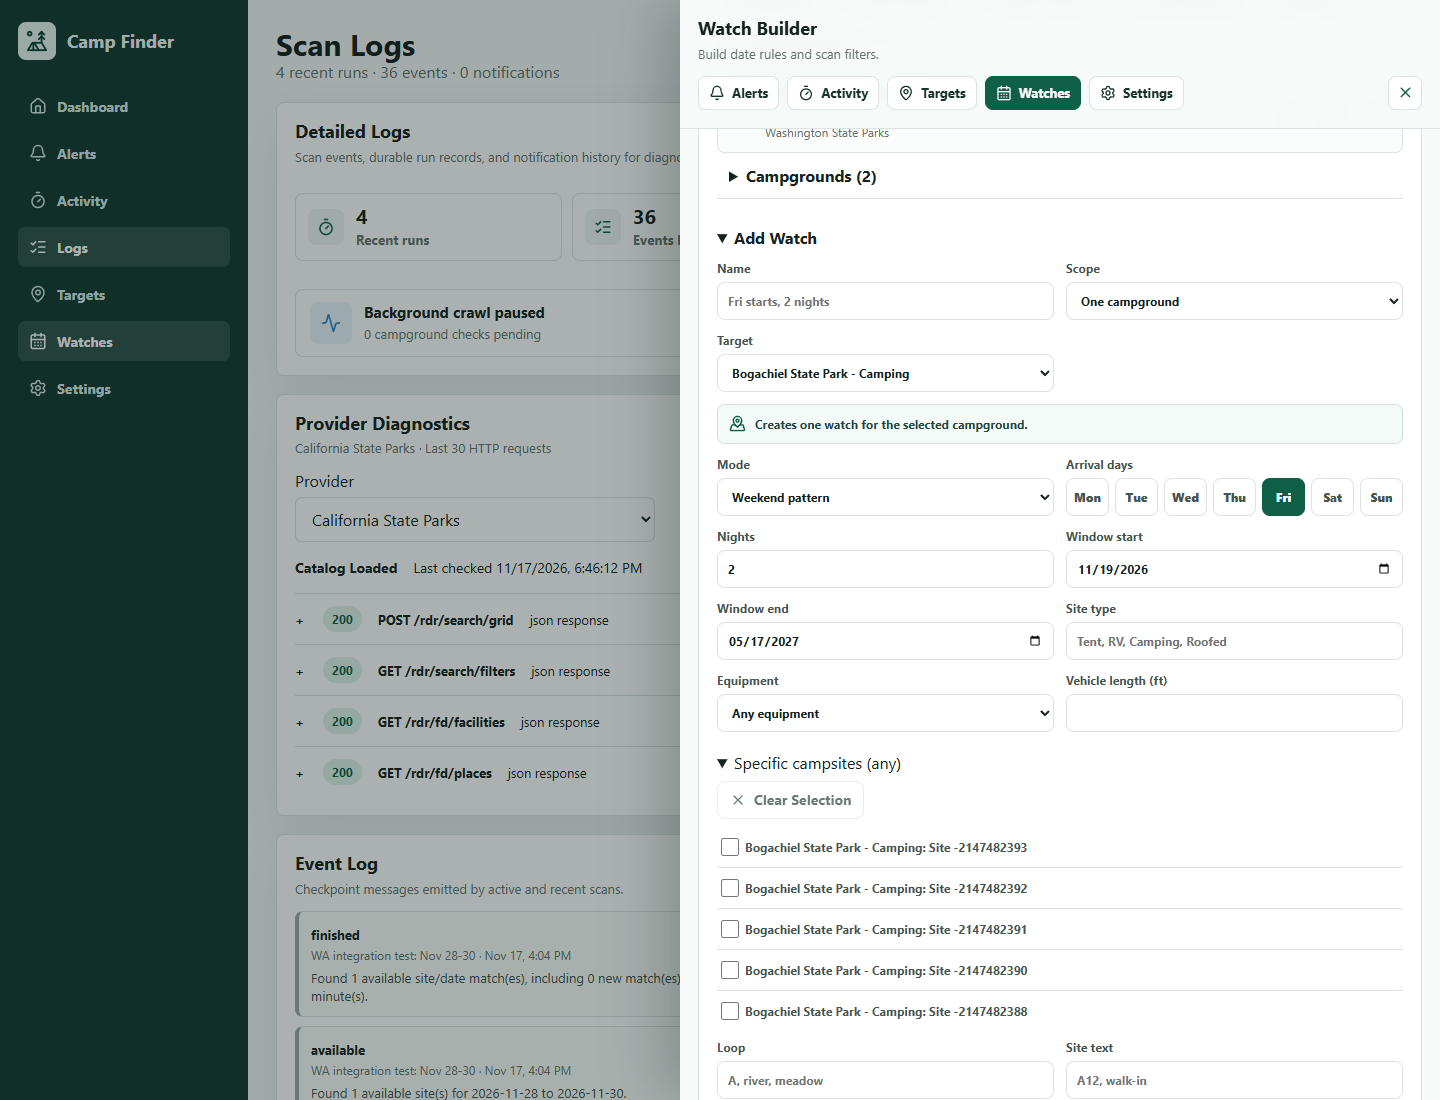 Camp Finder
Dashboard
Alerts
Activity
Logs
Targets
Watches
Settings
Scan Logs
4 recent runs · 36 events · 0 notifications
Detailed Logs
Scan events, durable run records, and notification history for diagno
4
Recent runs
36
Events
Background crawl paused
0 campground checks pending
Provider Diagnostics
California State Parks · Last 30 HTTP requests
Provider
California State Parks
Catalog Loaded Last checked 11/17/2026, 6:46:12 PM
+ 200 POST /rdr/search/grid json response
+ 200 GET /rdr/search/filters json response
+ 200 GET /rdr/fd/facilities json response
+ 200 GET /rdr/fd/places json response
Event Log
Checkpoint messages emitted by active and recent scans.
finished
WA integration test: Nov 28-30 · Nov 17, 4:04 PM
Found 1 available site/date match(es), including 0 new match(es)
minute(s).
available
WA integration test: Nov 28-30 · Nov 17, 4:04 PM
Found 1 available site(s) for 2026-11-28 to 2026-11-30.
Watch Builder
Build date rules and scan filters.
Alerts
Activity
Targets
Watches
Settings
Washington State Parks
Campgrounds (2)
Add Watch
Name
Fri starts, 2 nights
Scope
One campground
Target
Bogachiel State Park - Camping
Creates one watch for the selected campground.
Mode
Weekend pattern
Arrival days
Mon Tue Wed Thu Fri Sat Sun
Nights
2
Window start
11/19/2026
Window end
05/17/2027
Site type
Tent, RV, Camping, Roofed
Equipment
Any equipment
Vehicle length (ft)
Specific campsites (any)
Clear Selection
Bogachiel State Park - Camping: Site -2147482393
Bogachiel State Park - Camping: Site -2147482392
Bogachiel State Park - Camping: Site -2147482391
Bogachiel State Park - Camping: Site -2147482390
Bogachiel State Park - Camping: Site -2147482388
Loop
A, river, meadow
Site text
A12, walk-in